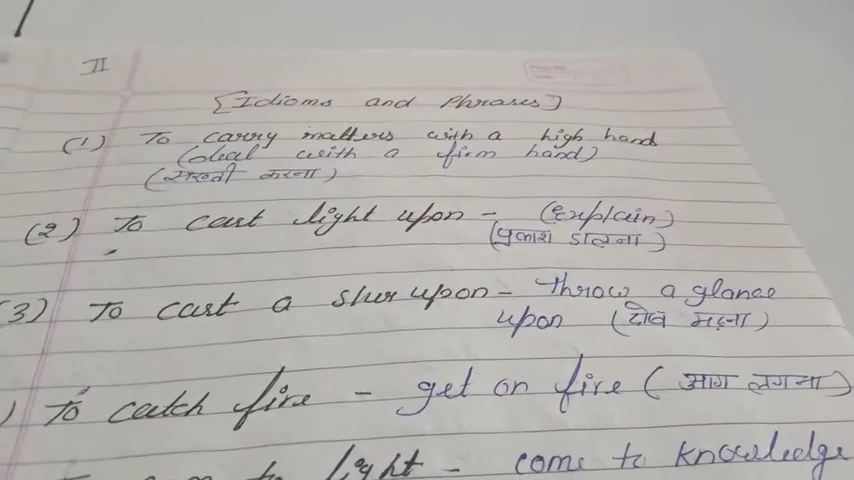 II
[Idioms and Phrases]
(1) To carry matters with a high hand
(deal with a firm hand)
(सख्ती करना)
(2) To cast light upon - (explain)
(प्रकाश डालना)
(3) To cast a slur upon - throw a glance
upon (दोष मढ़ना)
) To catch fire - get on fire (आग लगना)
to light - come to knowledge